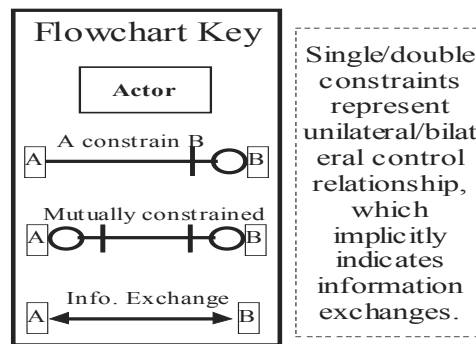 Flowchart Key
Actor
A constrain B
A B
Mutually constrained
A B
Info. Exchange
A B
Single/double
constraints
represent
unilateral/bilat
eral control
relationship,
which
implicitly
indicates
information
exchanges.